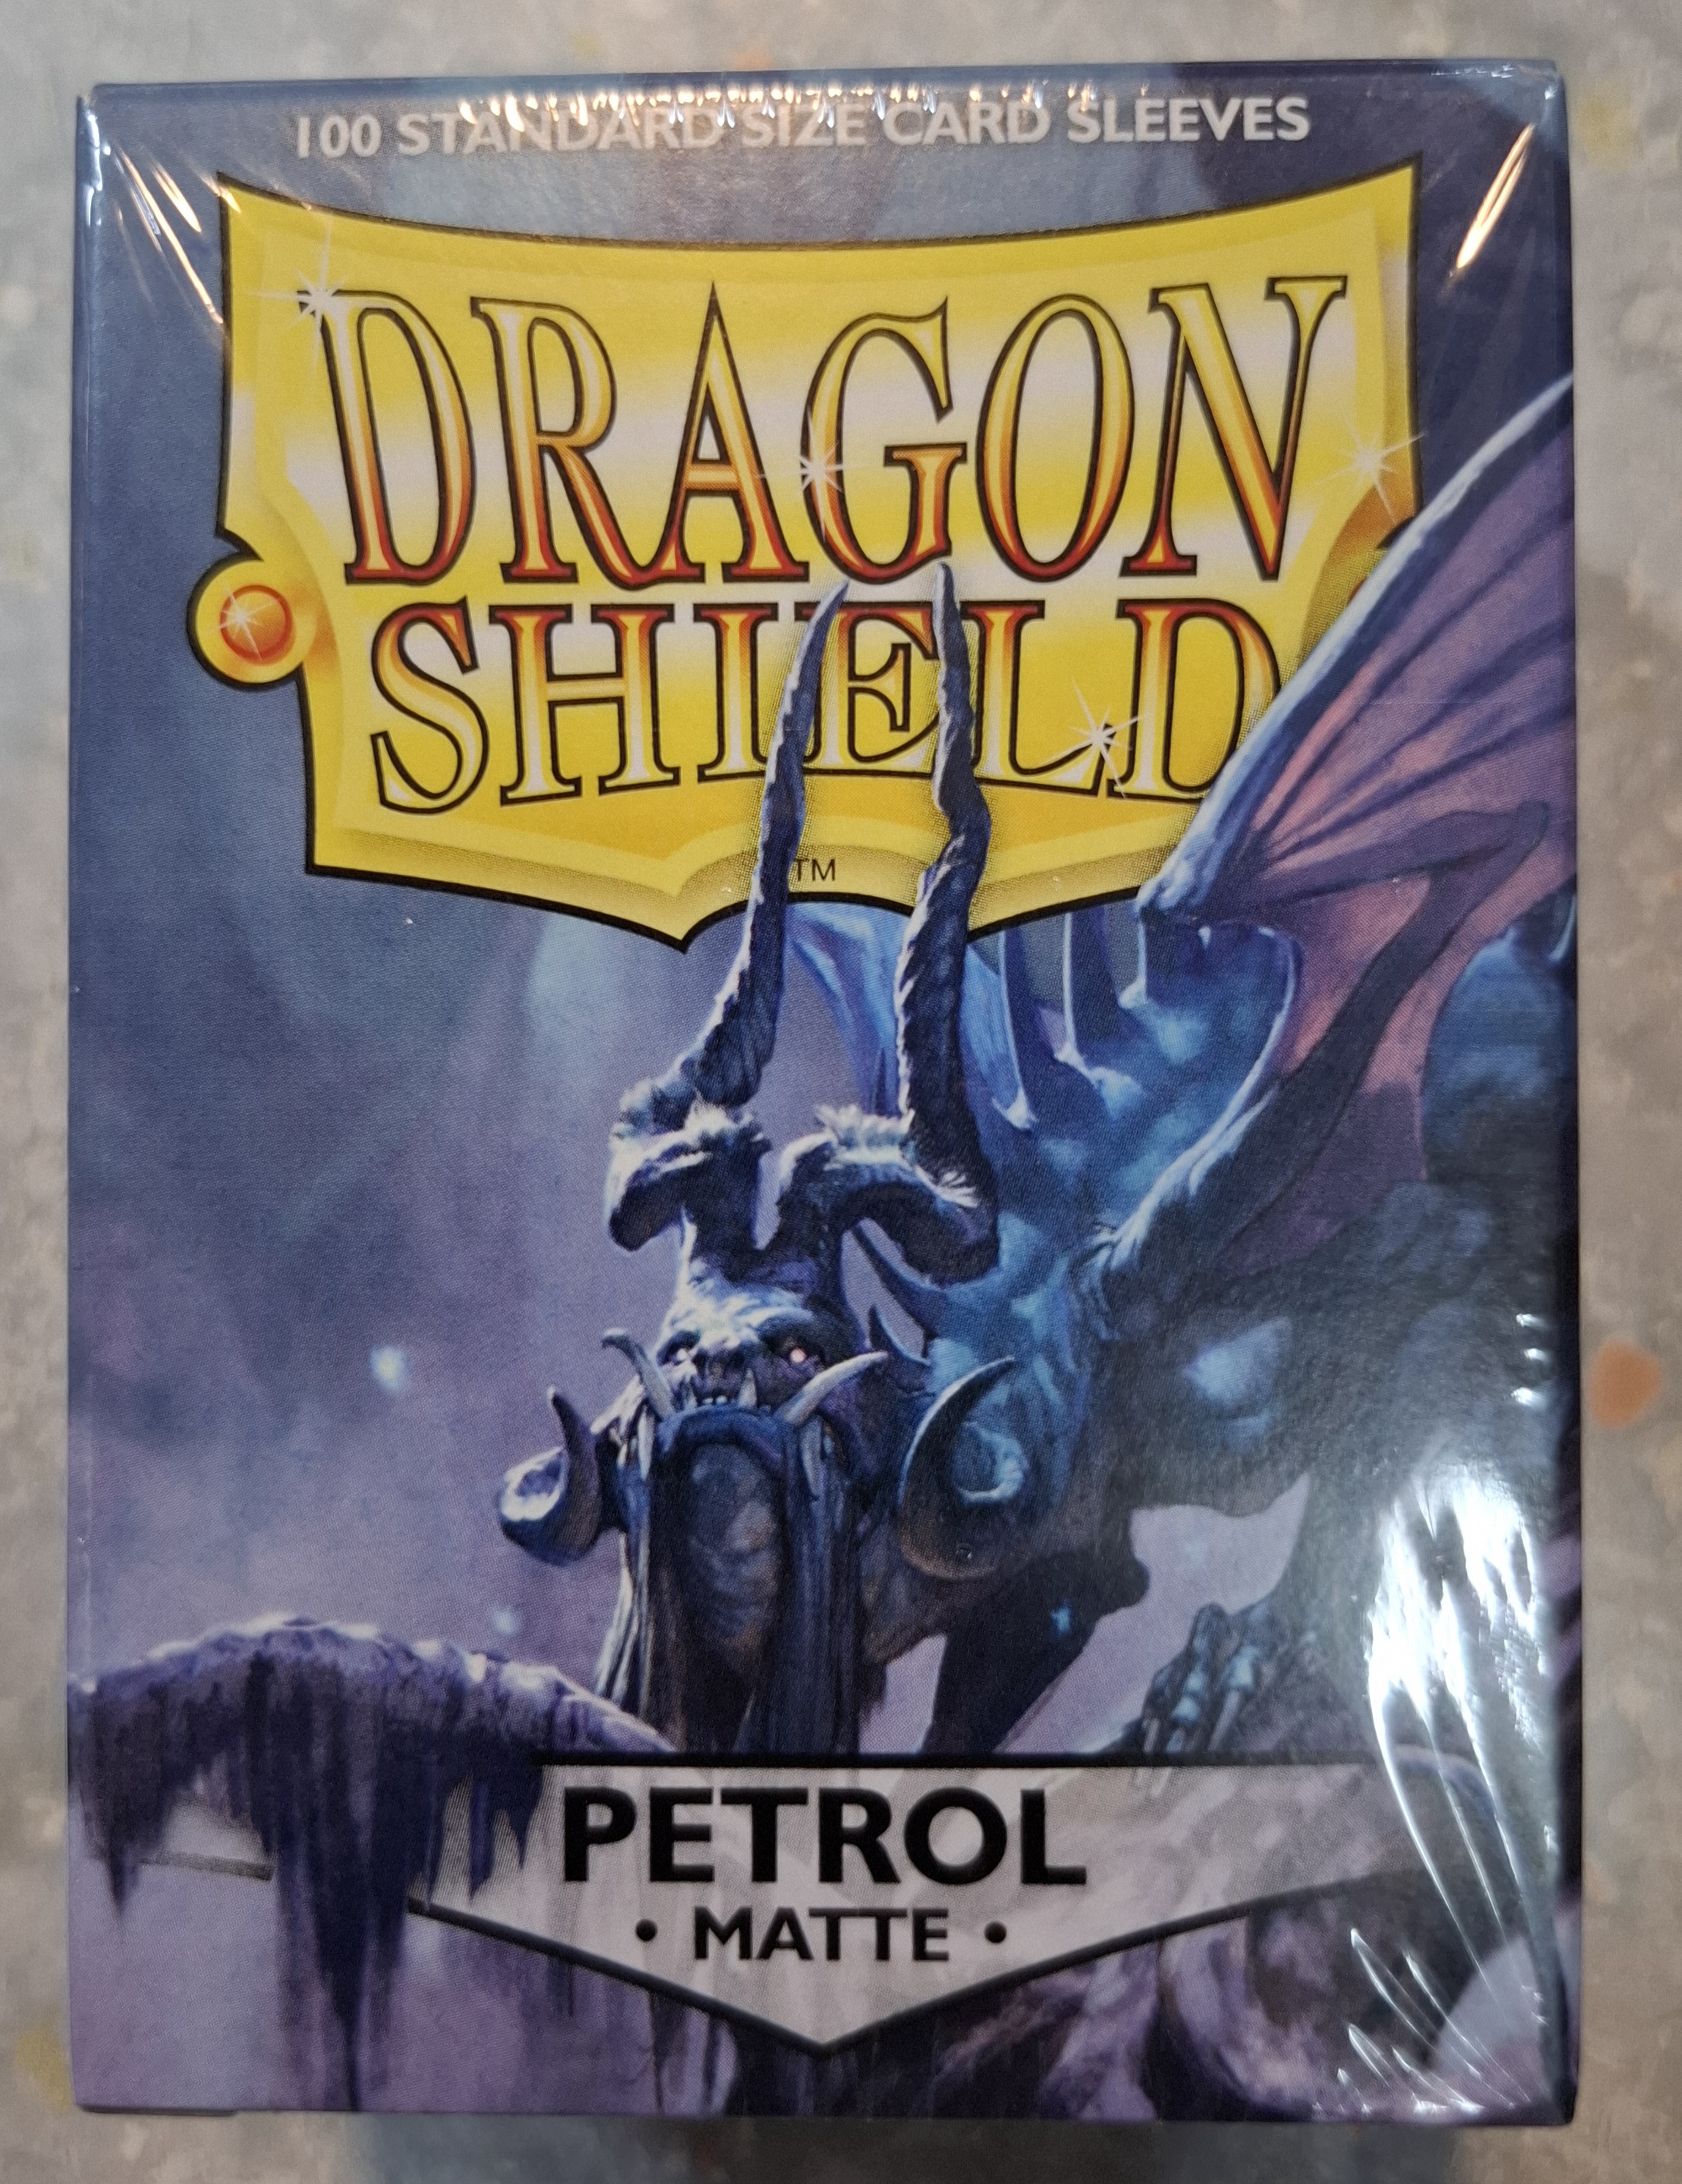 100 STANDARD SIZE CARD SLEEVES
DRAGON
SHIELD
TM
PETROL
• MATTE •